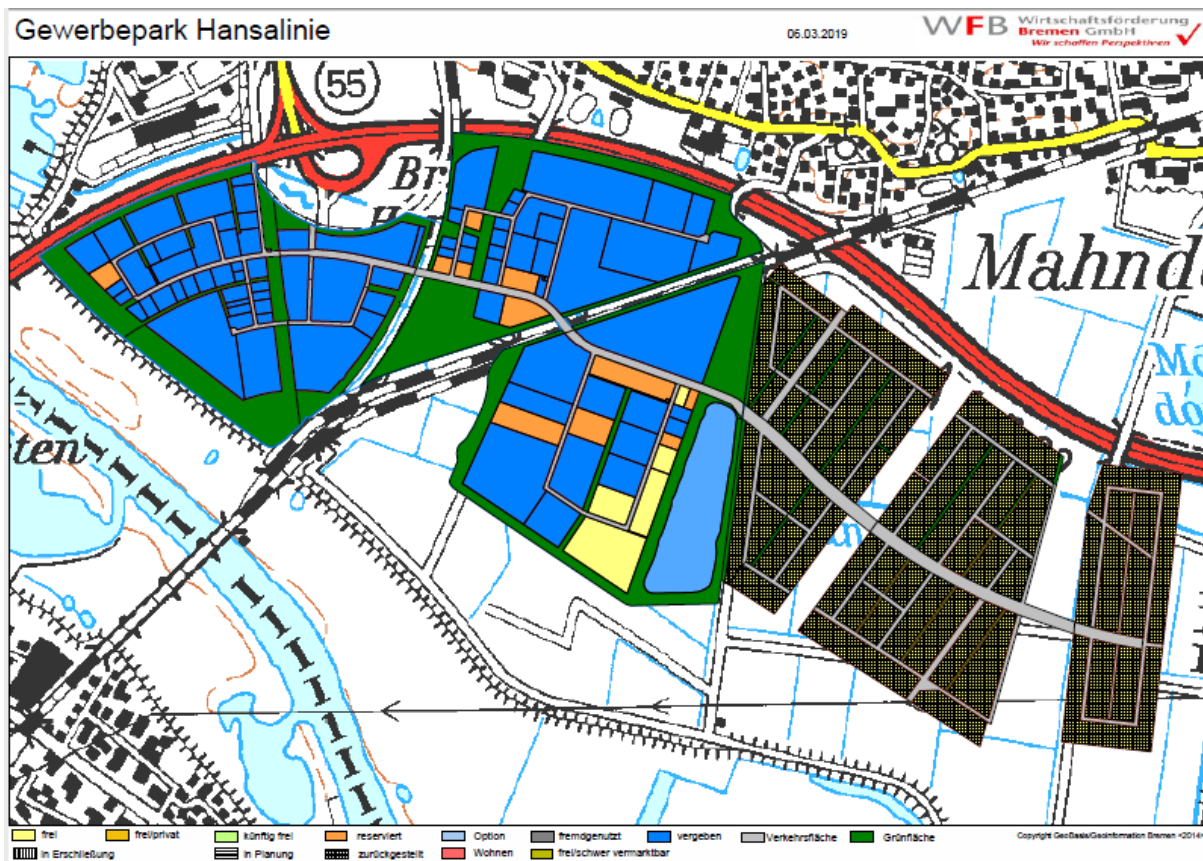 Gewerbepark Hansalinie
06.03.2019
WFB Wirtschaftsförderung
Bremen GmbH
Wir schaffen Perspektiven
55
Br
Mahnd
ten
frei
frei/privat
künftig frei
reserviert
Option
fremdgenutzt
vergeben
Verkehrsfläche
Grünfläche
In Erschließung
In Planung
zurückgestellt
Wohnen
frei/schwer vermarktbar
Copyright GeoBasis/Geoinformation Bremen